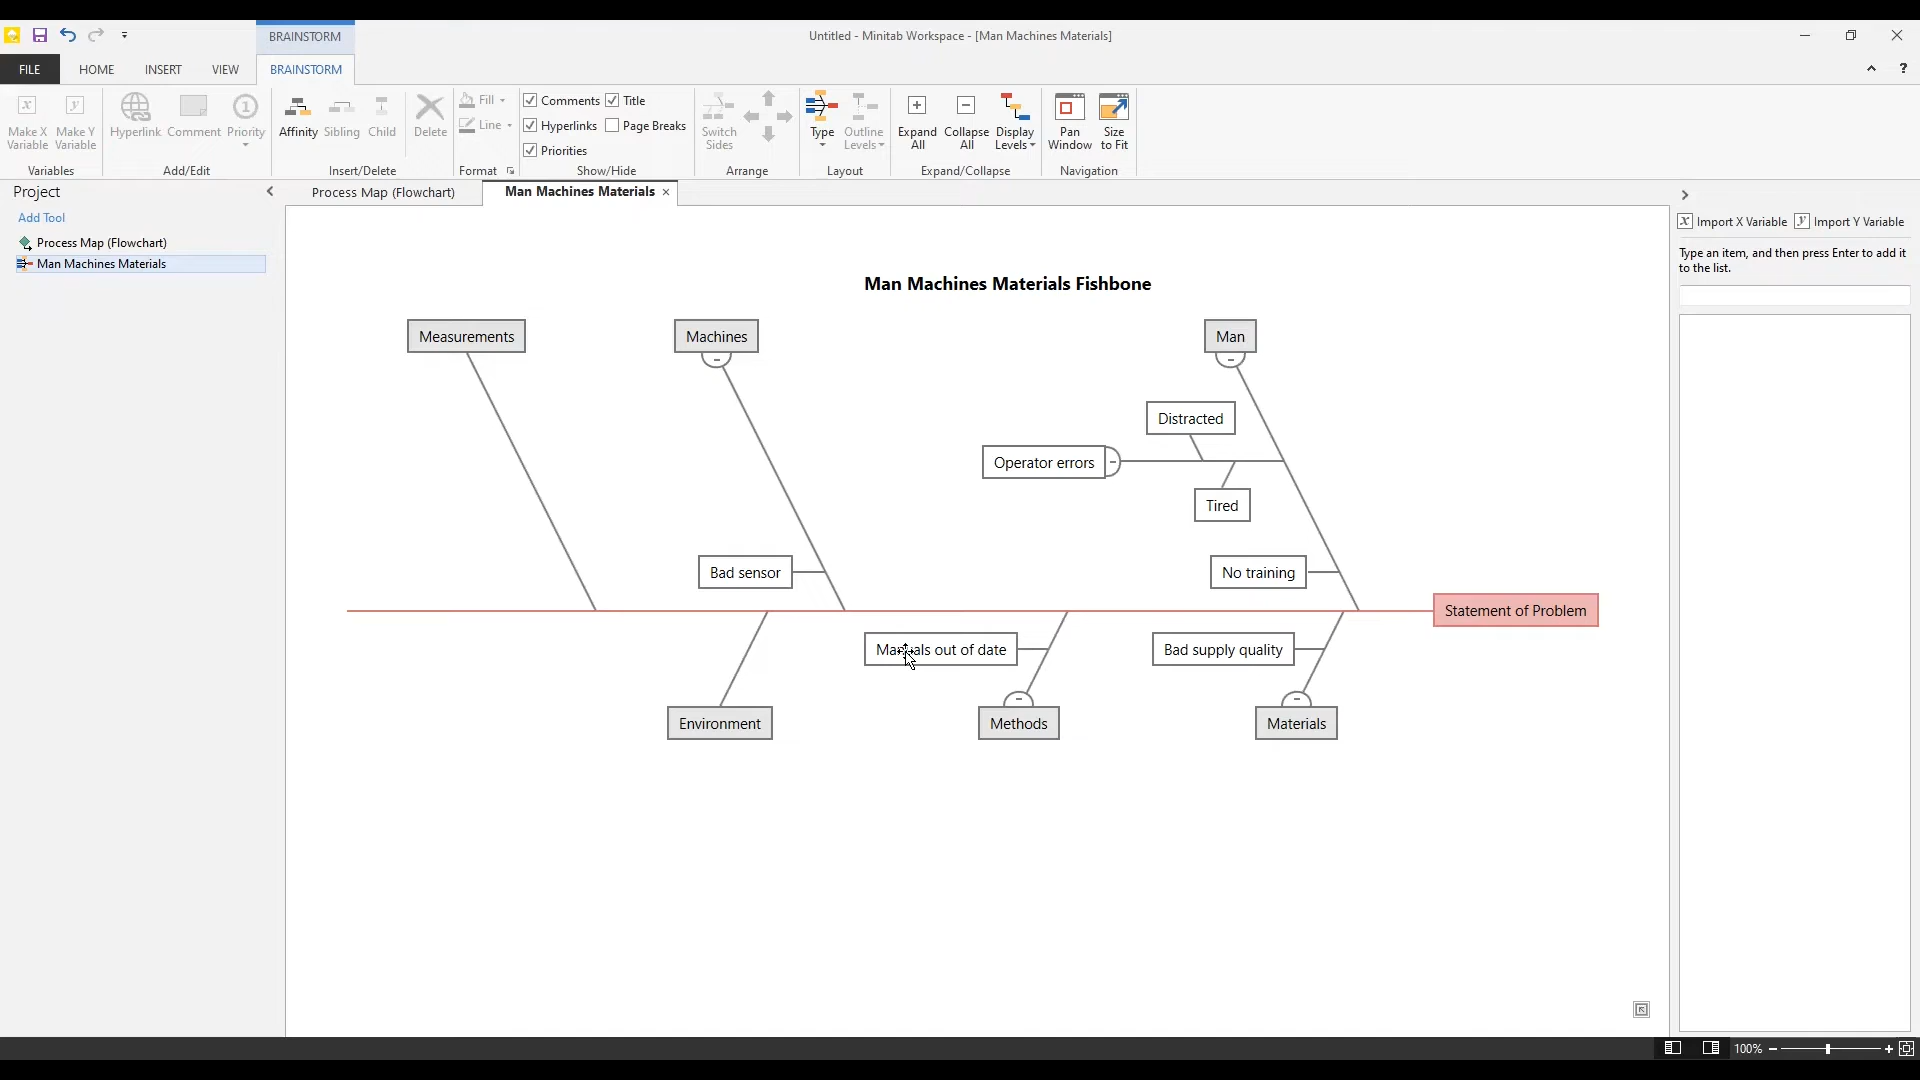 BRAINSTORM
Untitled - Minitab Workspace - [Man Machines Materials]
FILE HOME INSERT VIEW BRAINSTORM
?
x y
Make X Variable
Make Y Variable
Hyperlink Comment Priority
Affinity Sibling Child
Delete
Fill
Line
Comments Title
Hyperlinks Page Breaks
Priorities
Switch Sides
Type
Outline Levels
Expand All
Collapse All
Display Levels
Pan Window
Size to Fit
Variables Add/Edit Insert/Delete Format Show/Hide Arrange Layout Expand/Collapse Navigation
Project
Add Tool
Process Map (Flowchart)
Man Machines Materials
Process Map (Flowchart) Man Machines Materials
Man Machines Materials Fishbone
Measurements Machines Man
Distracted
Operator errors
Tired
Bad sensor No training
Statement of Problem
Manuals out of date Bad supply quality
Environment Methods Materials
x Import X Variable y Import Y Variable
Type an item, and then press Enter to add it
to the list.
100%